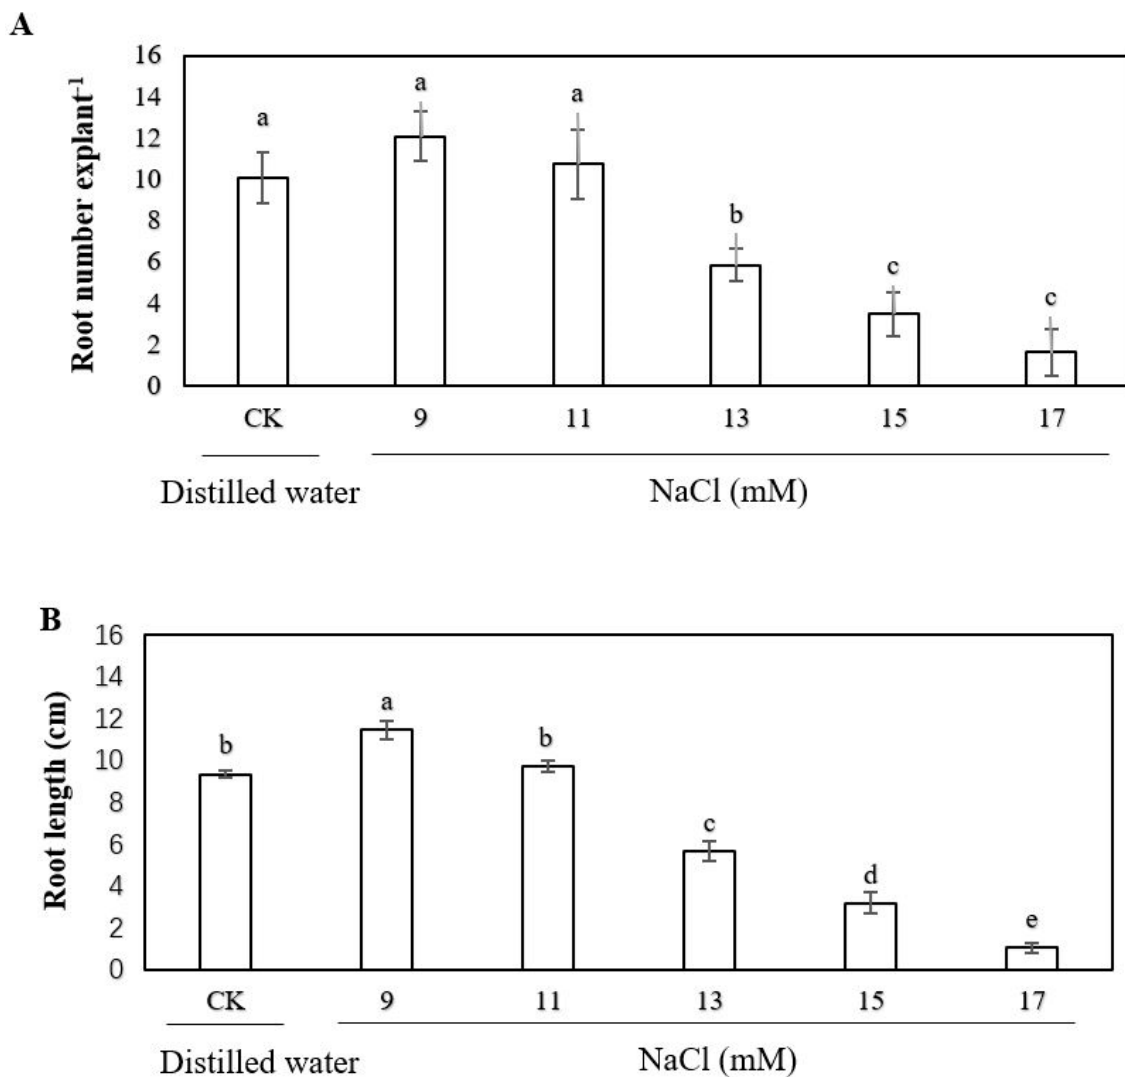 A
Root number explant⁻¹
16
14
12
10
8
6
4
2
0
a
a
a
b
c
c
CK
9
11
13
15
17
Distilled water
NaCl (mM)
B
Root length (cm)
16
14
12
10
8
6
4
2
0
b
a
b
c
d
e
CK
9
11
13
15
17
Distilled water
NaCl (mM)